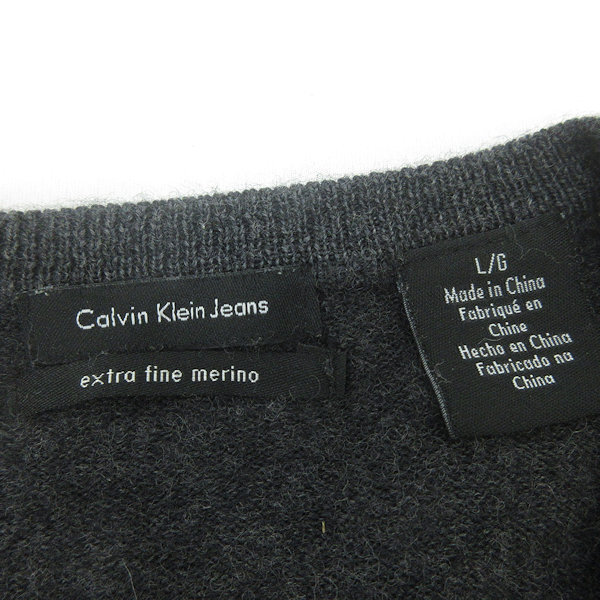 Calvin Klein Jeans
extra fine merino
L/G
Made in China
Fabriqué en
Chine
Hecho en China
Fabricado na
China